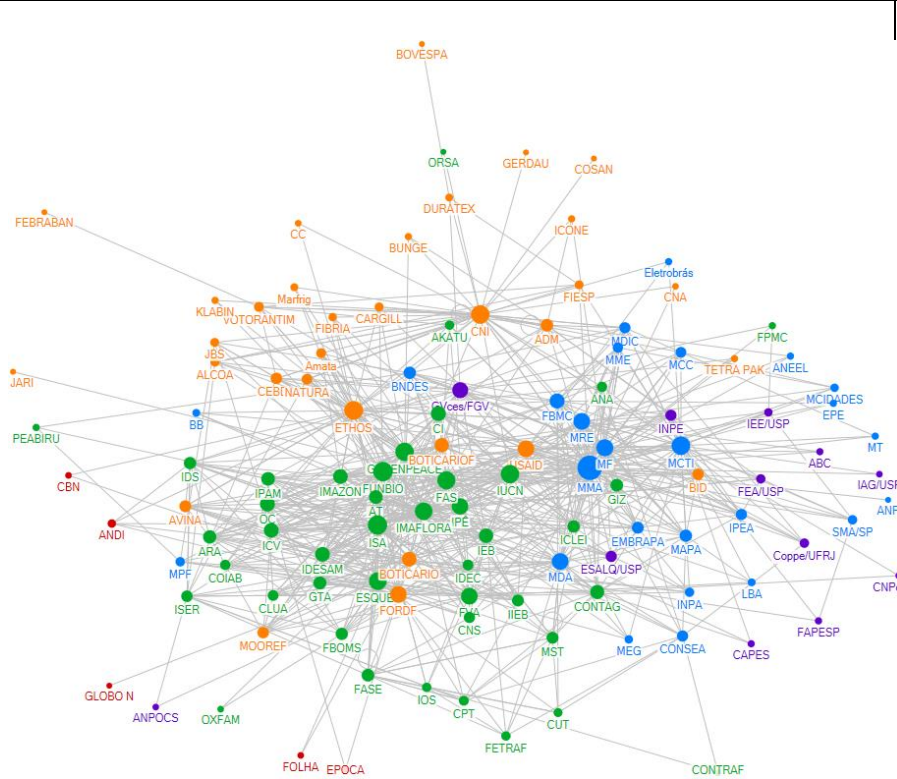 BOVESPA
ORSA
GERDAU
COSAN
DURATEX
FEBRABAN
CC
ICONE
BUNGE
Eletrobrás
FIESP
CNA
Marfrig
KLABIN
VOTORANTIM
FIBRIA
CARGILL
CNI
AKATU
ADM
MDIC
FPMC
JBS
Amata
MME
MCC
TETRA PAK
ANEEL
ALCOA
JARI
CEBI
NATURA
BNDES
GVces/FGV
ANA
MCIDADES
BB
ETHOS
CI
FBMC
INPE
IEE/USP
EPE
PEABIRU
MRE
MT
BOTICARIOF
USAID
MF
MCTI
ABC
IDS
GREENPEACE
CBN
IPAM
IMAZON
FUNBIO
FAS
IUCN
MMA
GIZ
BID
FEA/USP
IAG/USP
AVINA
OC
AT
IPÊ
ANP
ANDI
IMAFLORA
IPEA
SMA/SP
ARA
ICV
ISA
IEB
ICLEI
EMBRAPA
MAPA
Coppe/UFRJ
MPF
COIAB
IDESAM
BOTICARIO
IDEC
MDA
ESALQ/USP
CNPq
ISER
CLUA
GTA
ESQUEL
FORDF
FVA
IIEB
CONTAG
INPA
LBA
CNS
FAPESP
MOOREF
FBOMS
MST
MEG
CONSEA
CAPES
GLOBO N
FASE
IOS
ANPOCS
OXFAM
CPT
CUT
FETRAF
FOLHA
EPOCA
CONTRAF